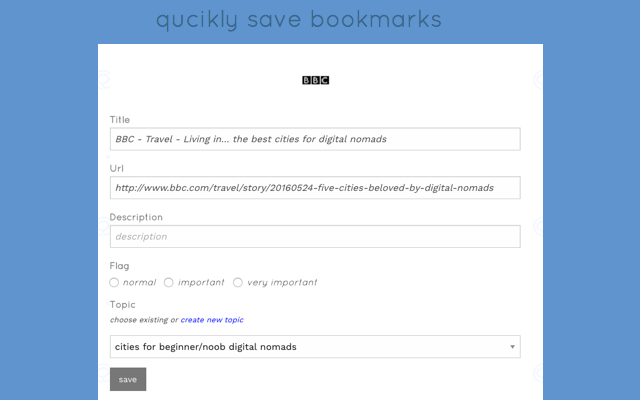 qucikly save bookmarks
BBC
Title
BBC - Travel - Living in... the best cities for digital nomads
Url
http://www.bbc.com/travel/story/20160524-five-cities-beloved-by-digital-nomads
Description
description
Flag
normal important very important
Topic
choose existing or create new topic
cities for beginner/noob digital nomads
save